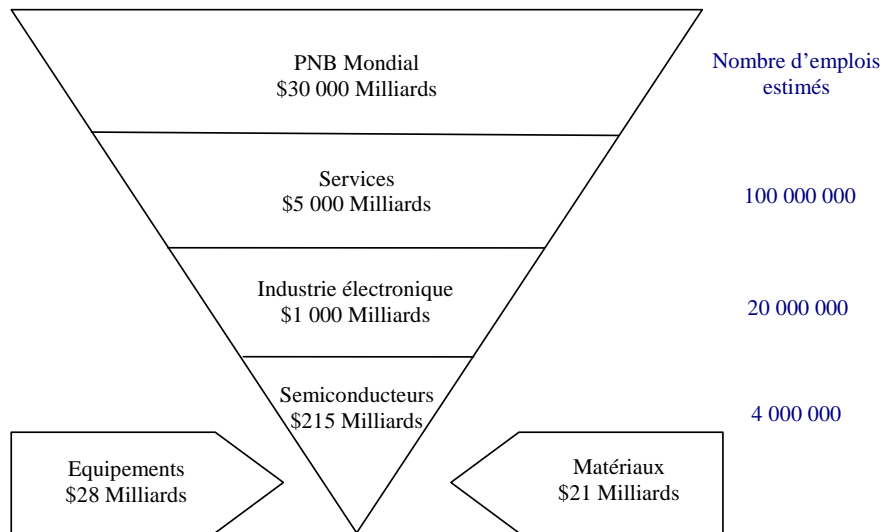 PNB Mondial
$30 000 Milliards
Nombre d’emplois
estimés
Services
$5 000 Milliards
100 000 000
Industrie électronique
$1 000 Milliards
20 000 000
Semiconducteurs
$215 Milliards
4 000 000
Equipements
$28 Milliards
Matériaux
$21 Milliards